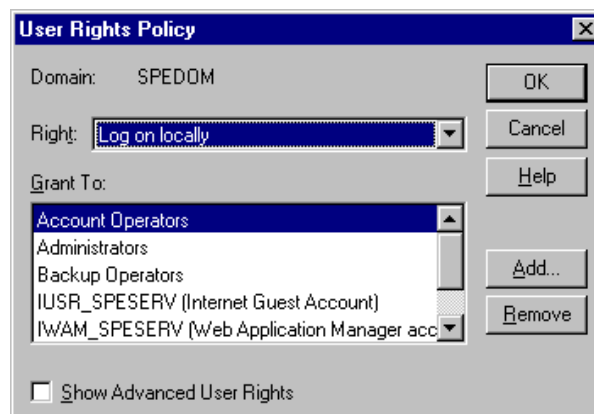 User Rights Policy
Domain: SPEDOM
OK
Right: Log on locally
Cancel
Grant To:
Help
Account Operators
Administrators
Backup Operators
IUSR_SPESERV (Internet Guest Account)
IWAM_SPESERV (Web Application Manager acc
Add...
Remove
Show Advanced User Rights